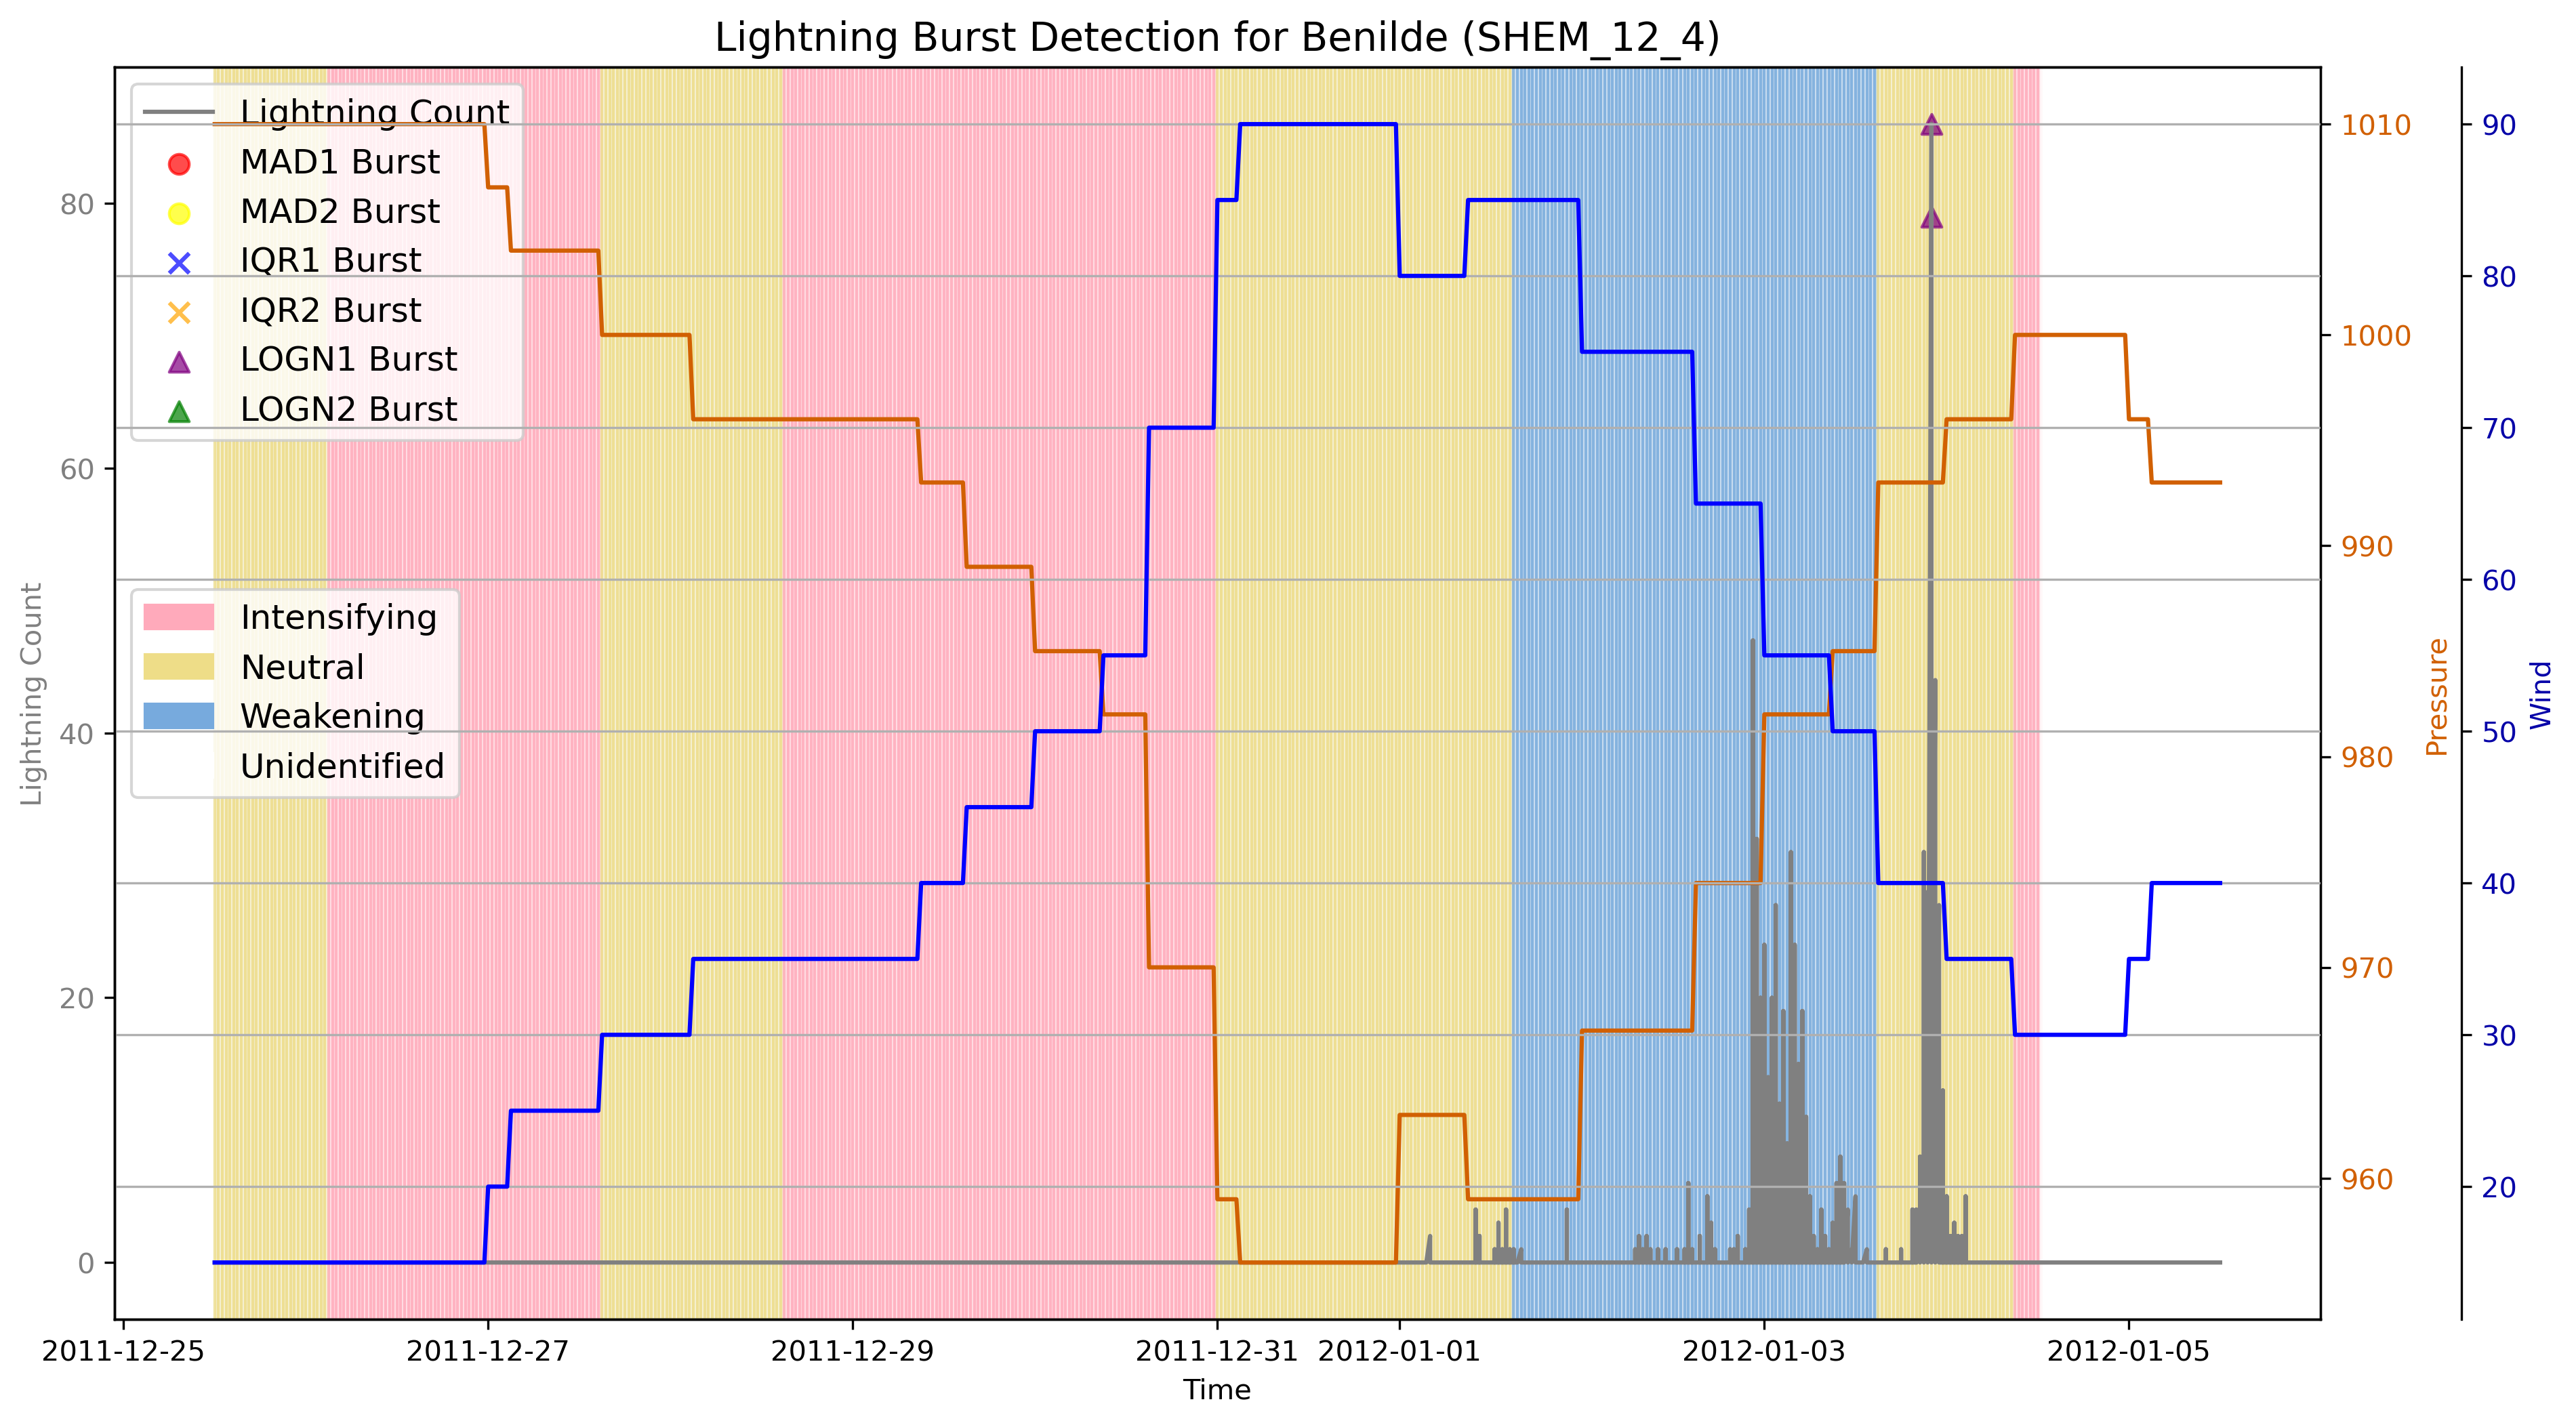 Lightning Burst Detection for Benilde (SHEM_12_4)
Lightning Count
MAD1 Burst
MAD2 Burst
IQR1 Burst
IQR2 Burst
LOGN1 Burst
LOGN2 Burst
Intensifying
Neutral
Weakening
Unidentified
Lightning Count
80
60
40
20
0
1010
1000
990
980
970
960
Pressure
90
80
70
60
50
40
30
20
Wind
2011-12-25
2011-12-27
2011-12-29
2011-12-31
2012-01-01
2012-01-03
2012-01-05
Time